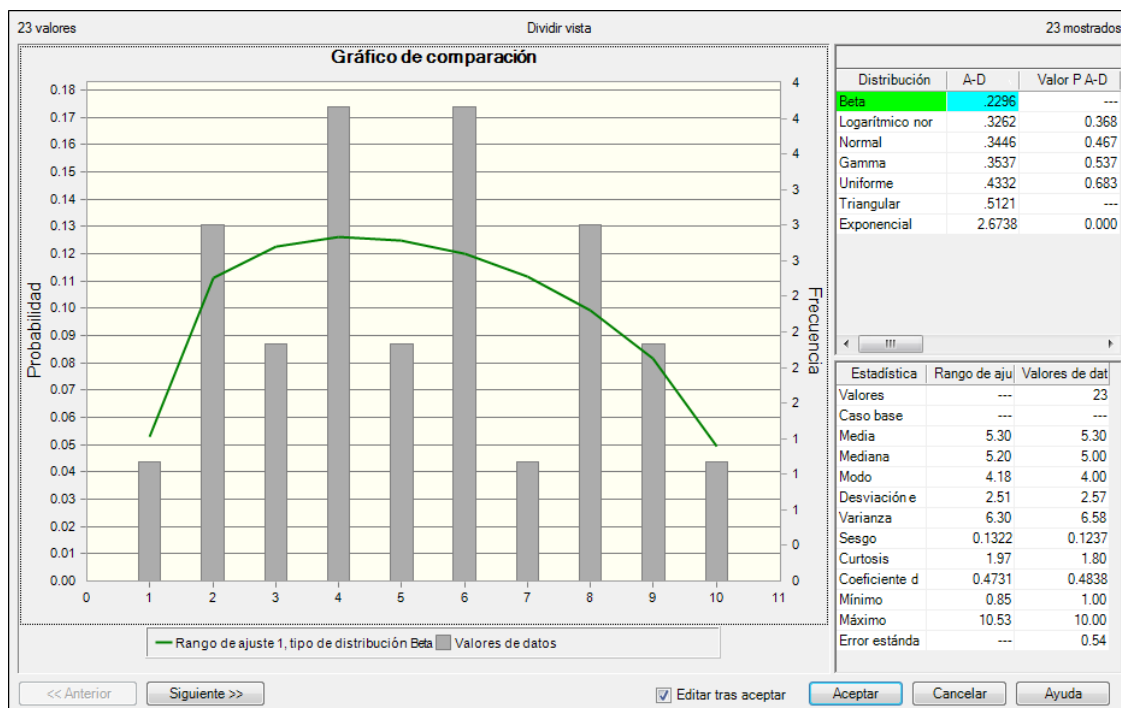 23 valores
Dividir vista
23 mostrados
Gráfico de comparación
Probabilidad
0.18
0.17
0.16
0.15
0.14
0.13
0.12
0.11
0.10
0.09
0.08
0.07
0.06
0.05
0.04
0.03
0.02
0.01
0.00
0 1 2 3 4 5 6 7 8 9 10 11
4
4
4
3
3
3
2
2
2
2
1
1
1
0
0
Frecuencia
Rango de ajuste 1, tipo de distribución Beta Valores de datos
Distribución A-D Valor P A-D
Beta .2296 ---
Logarítmico nor .3262 0.368
Normal .3446 0.467
Gamma .3537 0.537
Uniforme .4332 0.683
Triangular .5121 ---
Exponencial 2.6738 0.000
Estadística Rango de aju Valores de dat
Valores --- 23
Caso base --- ---
Media 5.30 5.30
Mediana 5.20 5.00
Modo 4.18 4.00
Desviación e 2.51 2.57
Varianza 6.30 6.58
Sesgo 0.1322 0.1237
Curtosis 1.97 1.80
Coeficiente d 0.4731 0.4838
Mínimo 0.85 1.00
Máximo 10.53 10.00
Error estánda --- 0.54
<< Anterior
Siguiente >>
Editar tras aceptar
Aceptar
Cancelar
Ayuda